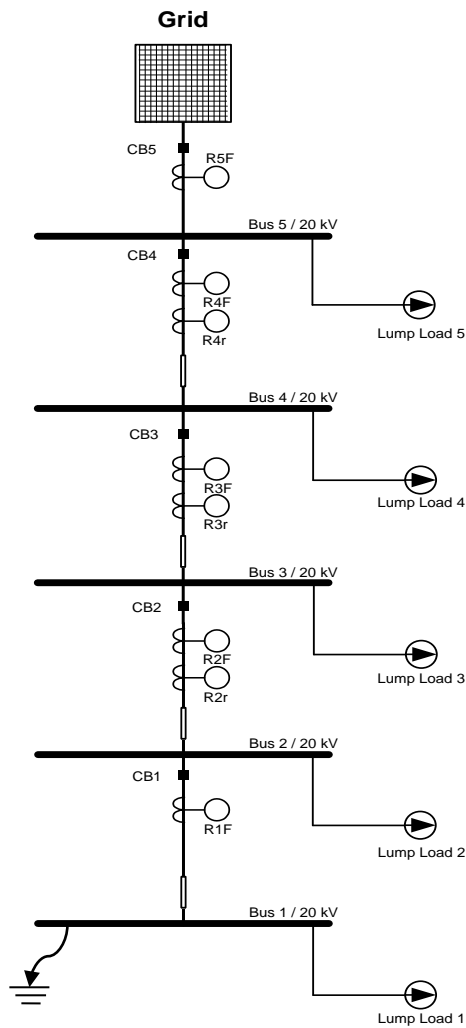 Grid
CB5
R5F
Bus 5 / 20 kV
CB4
R4F
R4r
Lump Load 5
Bus 4 / 20 kV
CB3
R3F
R3r
Lump Load 4
Bus 3 / 20 kV
CB2
R2F
R2r
Lump Load 3
Bus 2 / 20 kV
CB1
R1F
Lump Load 2
Bus 1 / 20 kV
Lump Load 1